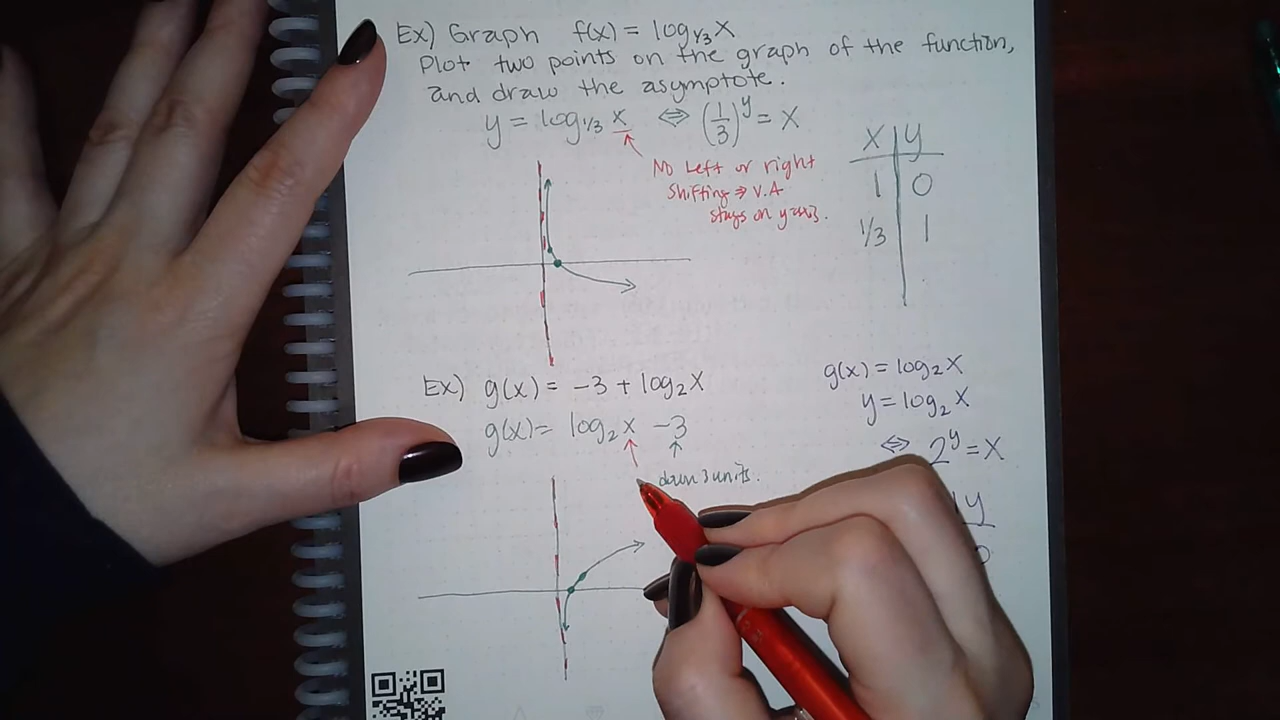 Ex) Graph f(x) = log₁/₃ x
Plot two points on the graph of the function,
and draw the asymptote.
y = log₁/₃ x ⇔ (1/3)^y = x
No Left or right
shifting ⇒ V.A
stays on y-axis.
x | y
1 | 0
1/3 | 1
Ex) g(x) = -3 + log₂ x
g(x) = log₂ x - 3
down 3 units.
g(x) = log₂ x
y = log₂ x
⇔ 2^y = x
y
0